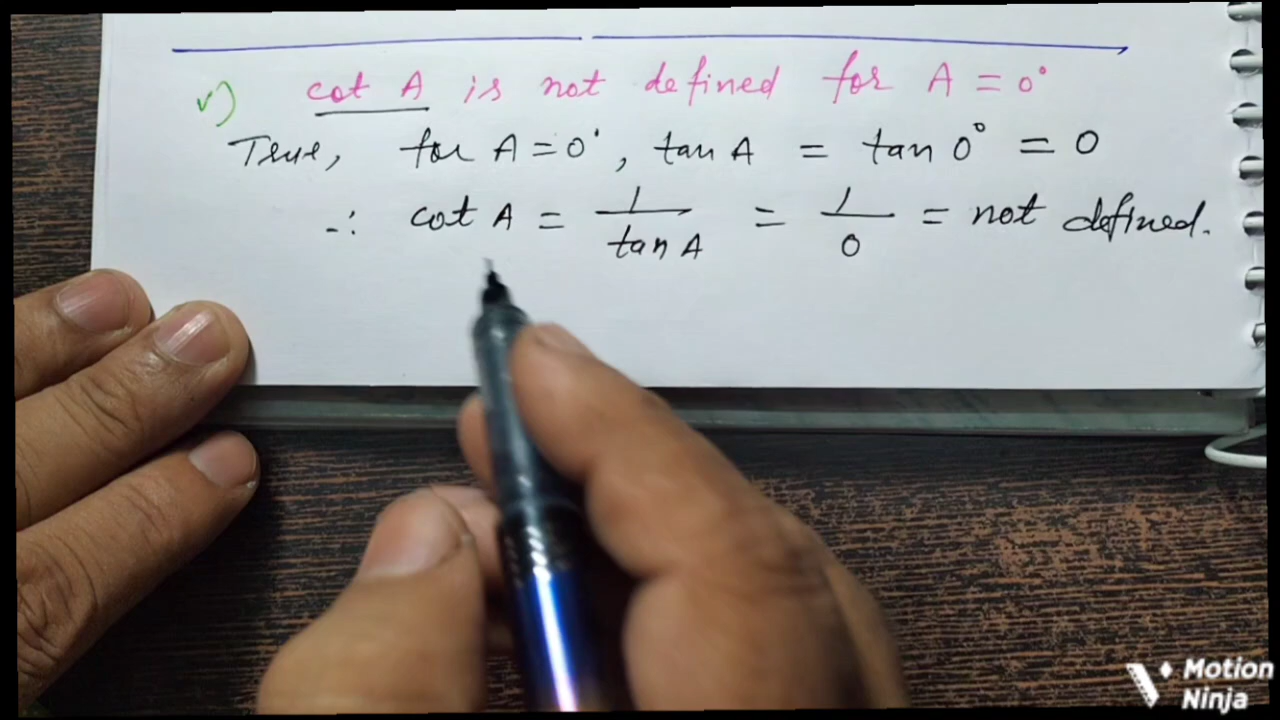 v) cot A is not defined for A = 0°
True, for A = 0°, tan A = tan 0° = 0
∴ cot A = 1/tan A = 1/0 = not defined.
Motion
Ninja